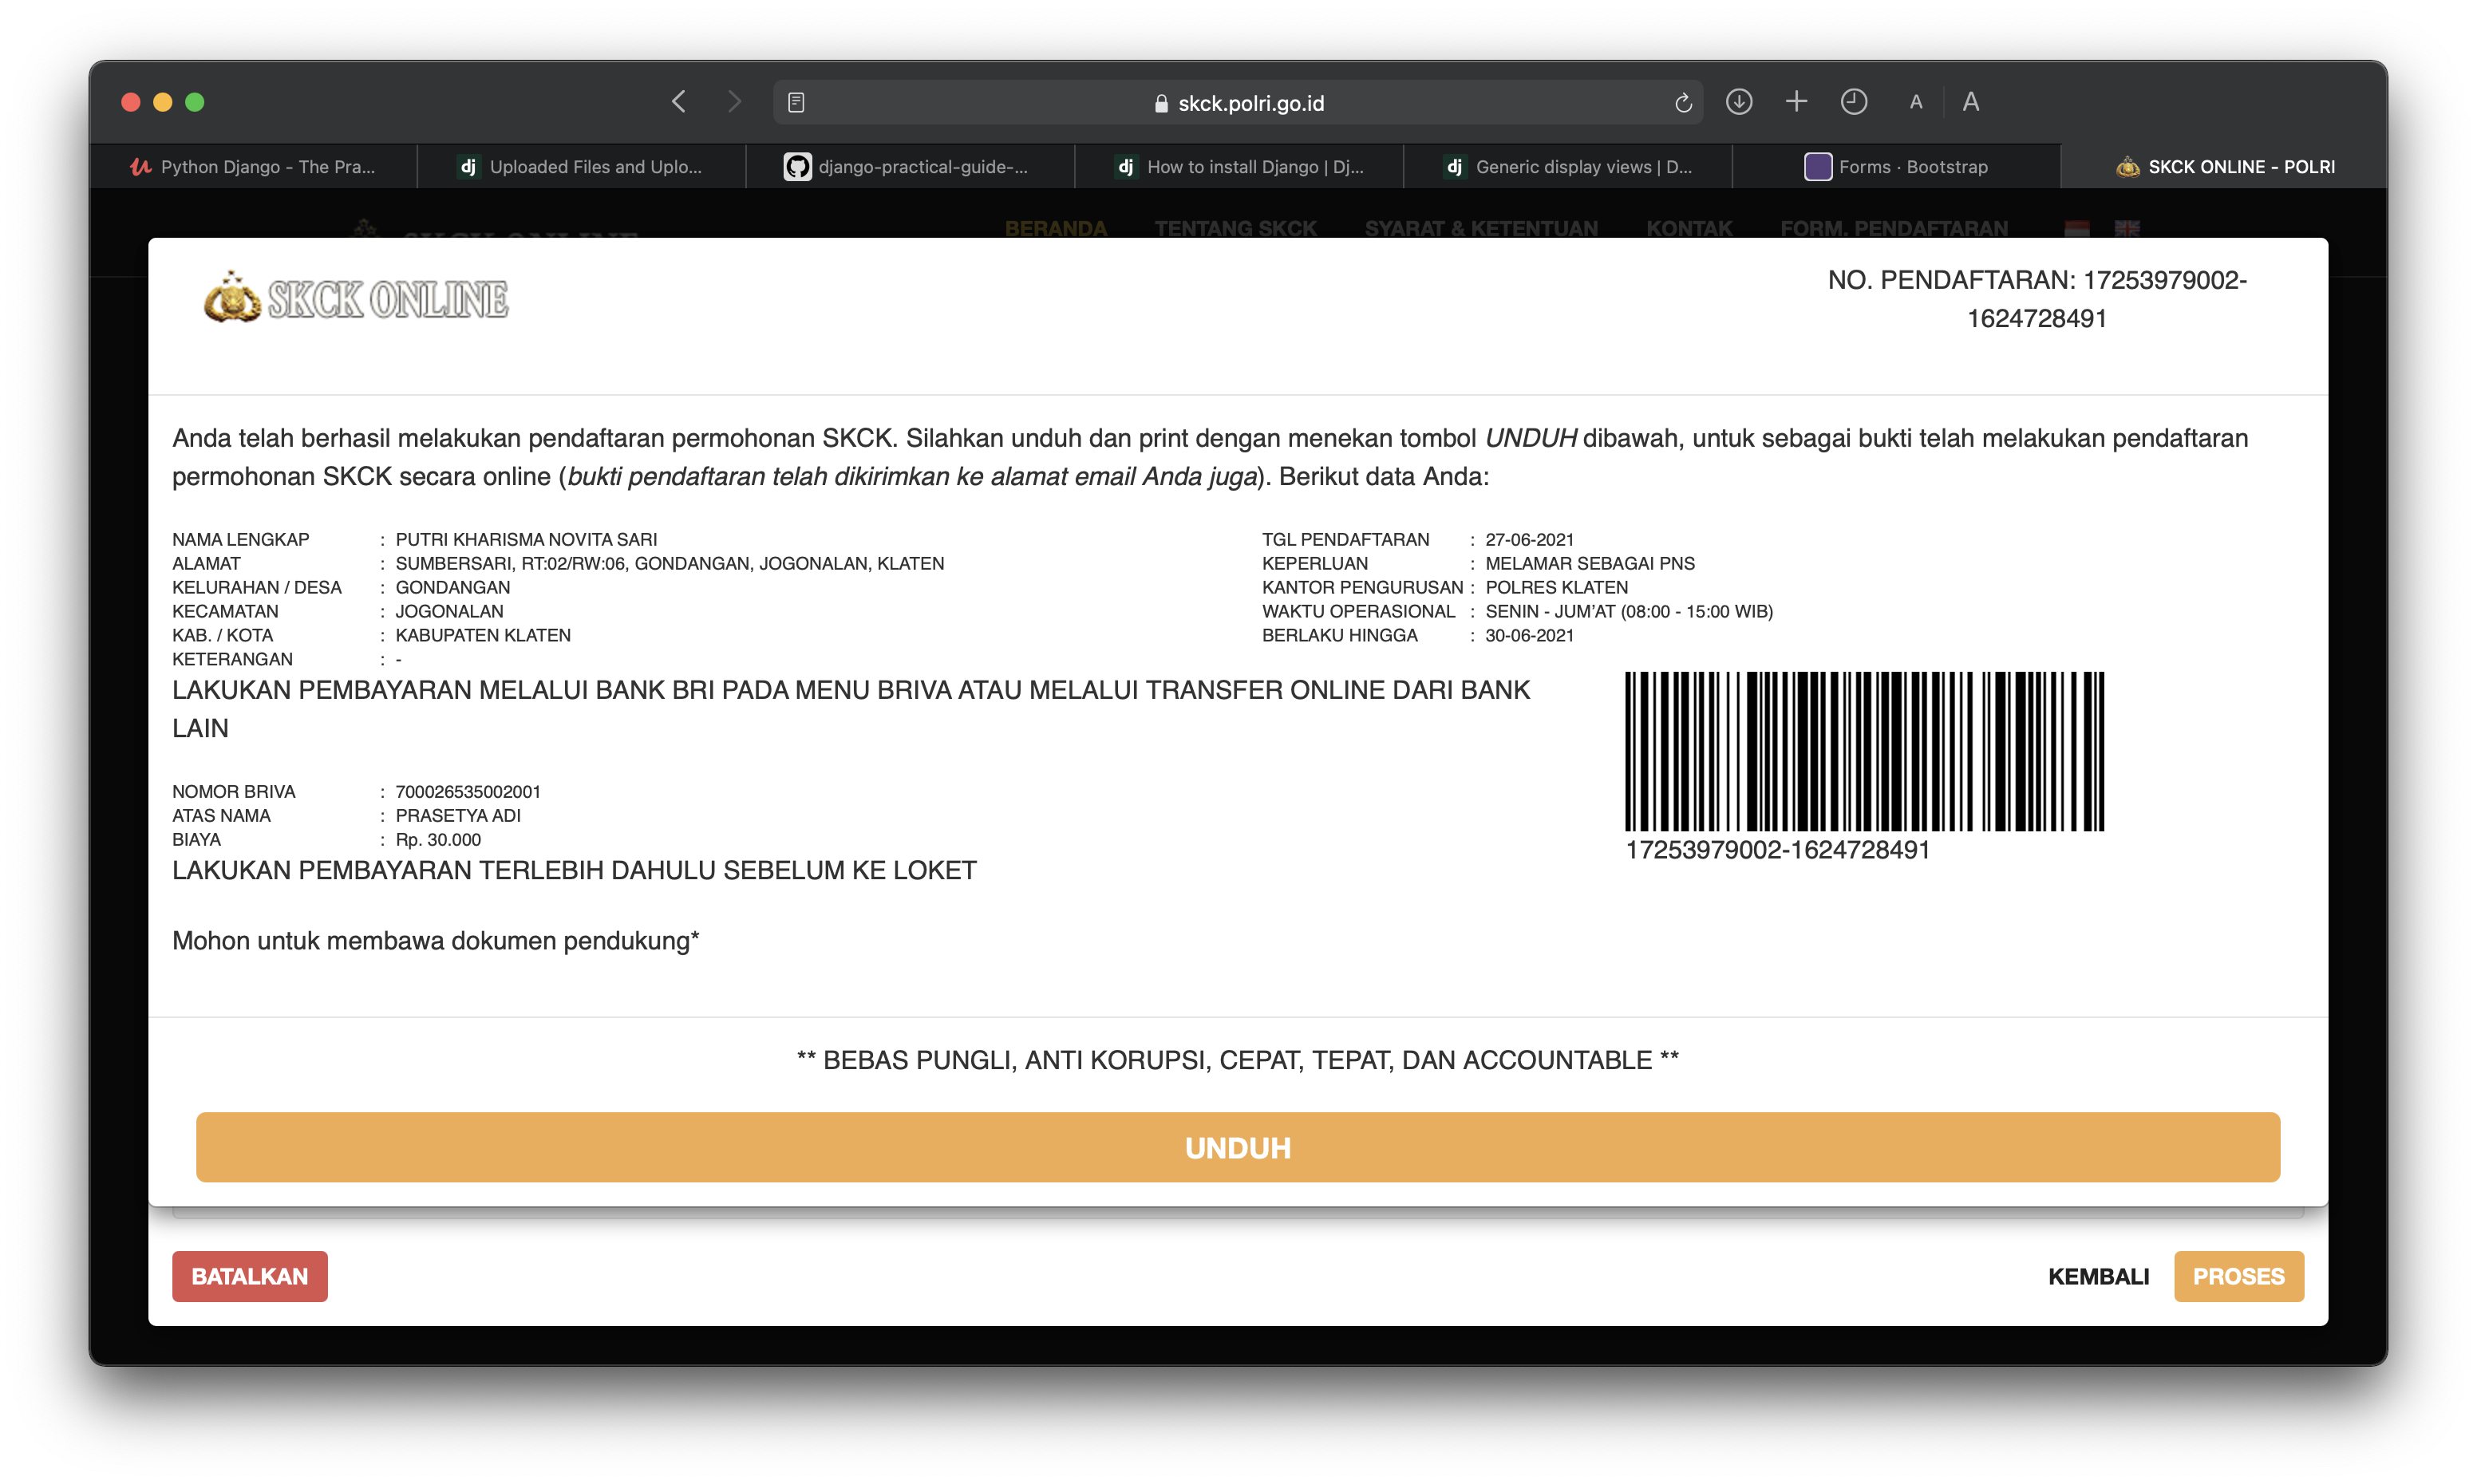 skck.polri.go.id
A A
Python Django - The Pra...
Uploaded Files and Uplo...
django-practical-guide-...
How to install Django | Dj...
Generic display views | D...
Forms · Bootstrap
SKCK ONLINE - POLRI
BERANDA TENTANG SKCK SYARAT & KETENTUAN KONTAK FORM. PENDAFTARAN
SKCK ONLINE
NO. PENDAFTARAN: 17253979002-
1624728491
Anda telah berhasil melakukan pendaftaran permohonan SKCK. Silahkan unduh dan print dengan menekan tombol UNDUH dibawah, untuk sebagai bukti telah melakukan pendaftaran
permohonan SKCK secara online (bukti pendaftaran telah dikirimkan ke alamat email Anda juga). Berikut data Anda:
NAMA LENGKAP : PUTRI KHARISMA NOVITA SARI
ALAMAT : SUMBERSARI, RT:02/RW:06, GONDANGAN, JOGONALAN, KLATEN
KELURAHAN / DESA : GONDANGAN
KECAMATAN : JOGONALAN
KAB. / KOTA : KABUPATEN KLATEN
KETERANGAN : -
TGL PENDAFTARAN : 27-06-2021
KEPERLUAN : MELAMAR SEBAGAI PNS
KANTOR PENGURUSAN : POLRES KLATEN
WAKTU OPERASIONAL : SENIN - JUM'AT (08:00 - 15:00 WIB)
BERLAKU HINGGA : 30-06-2021
LAKUKAN PEMBAYARAN MELALUI BANK BRI PADA MENU BRIVA ATAU MELALUI TRANSFER ONLINE DARI BANK
LAIN
NOMOR BRIVA : 700026535002001
ATAS NAMA : PRASETYA ADI
BIAYA : Rp. 30.000
17253979002-1624728491
LAKUKAN PEMBAYARAN TERLEBIH DAHULU SEBELUM KE LOKET
Mohon untuk membawa dokumen pendukung*
** BEBAS PUNGLI, ANTI KORUPSI, CEPAT, TEPAT, DAN ACCOUNTABLE **
UNDUH
BATALKAN
KEMBALI
PROSES